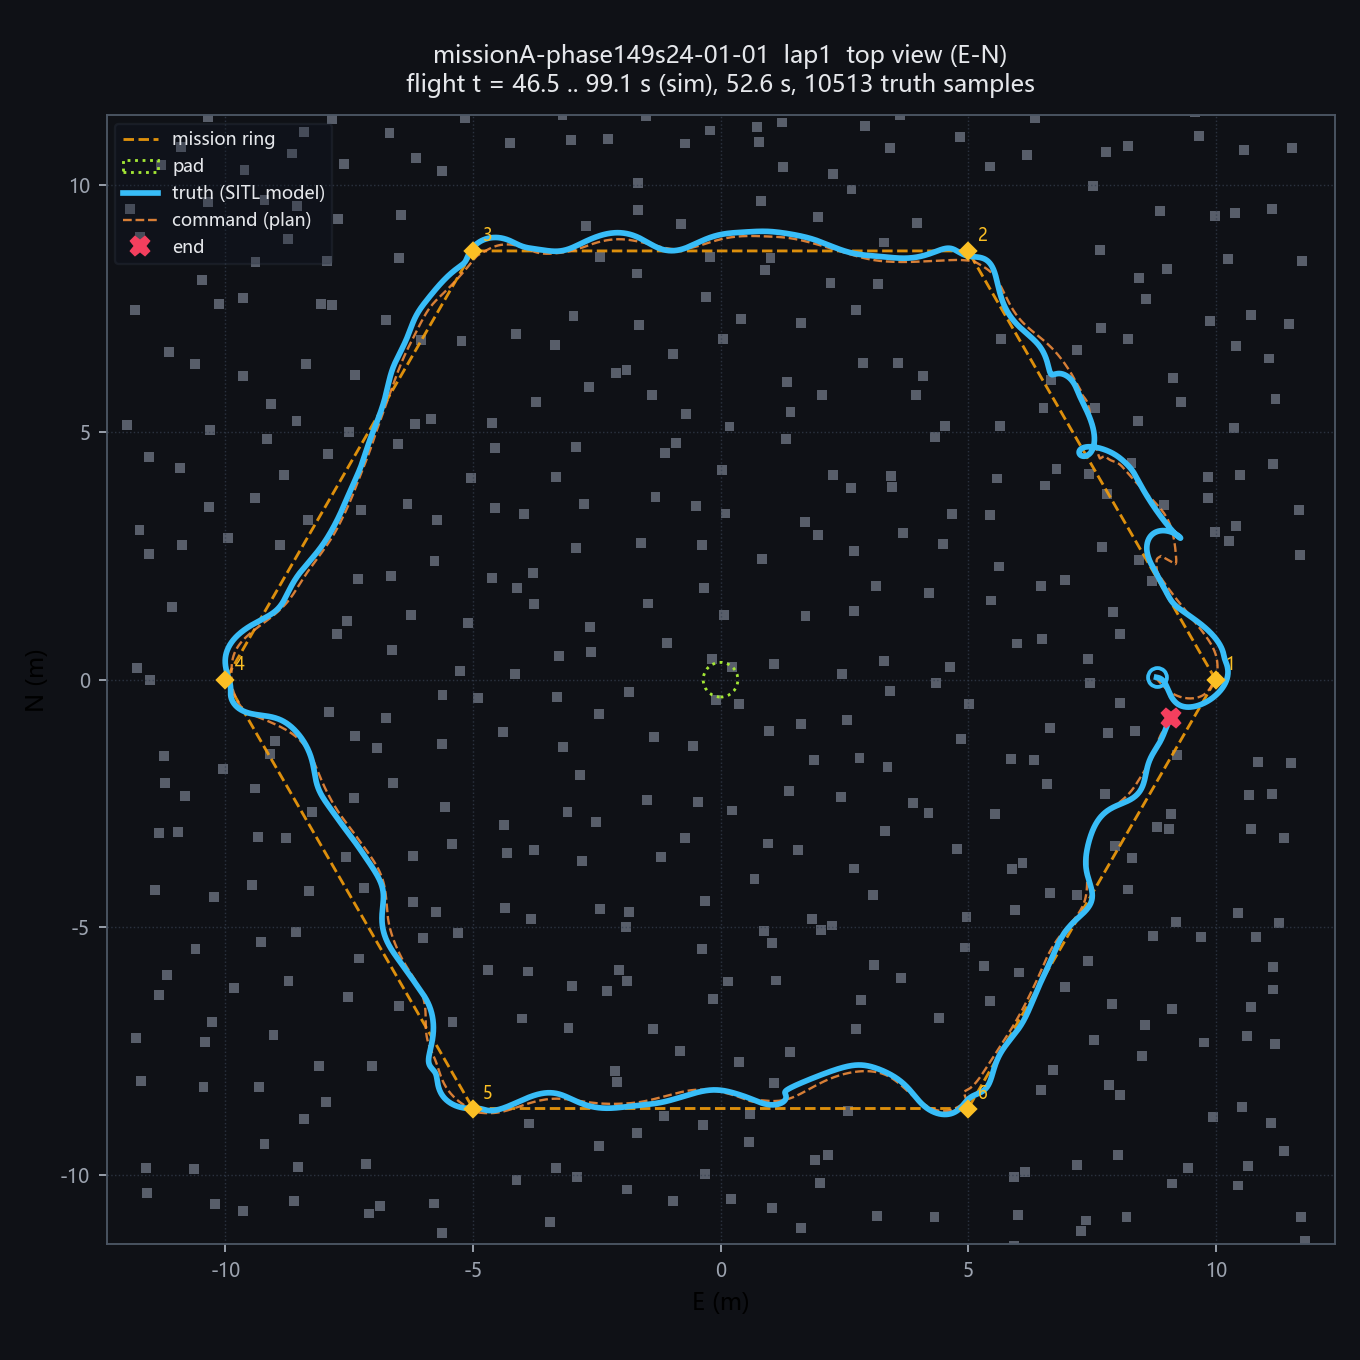 missionA-phase149s24-01-01 lap1 top view (E-N)
flight t = 46.5 .. 99.1 s (sim), 52.6 s, 10513 truth samples
mission ring
pad
truth (SITL model)
command (plan)
end
3
2
4
1
5
6
10
5
0
-5
-10
N (m)
-10
-5
0
5
10
E (m)